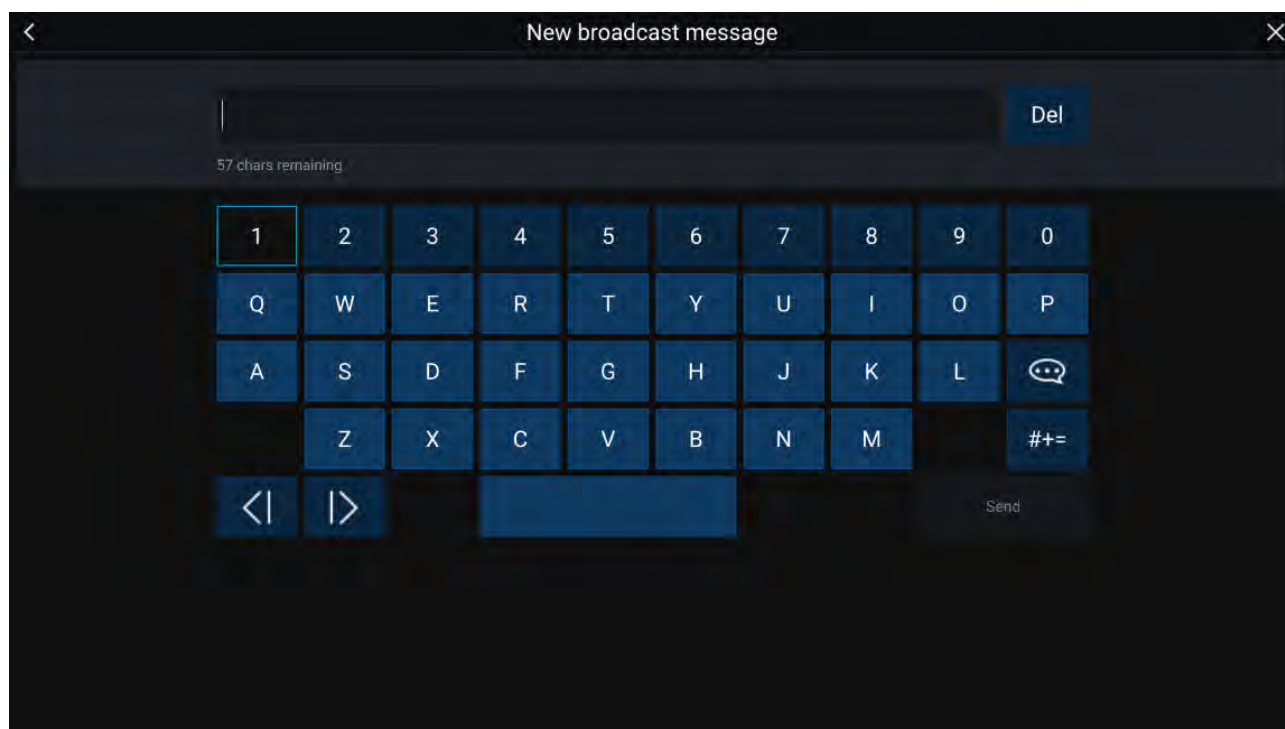 New broadcast message
Del
57 chars remaining
1 2 3 4 5 6 7 8 9 0
Q W E R T Y U I O P
A S D F G H J K L
Z X C V B N M #+=
Send